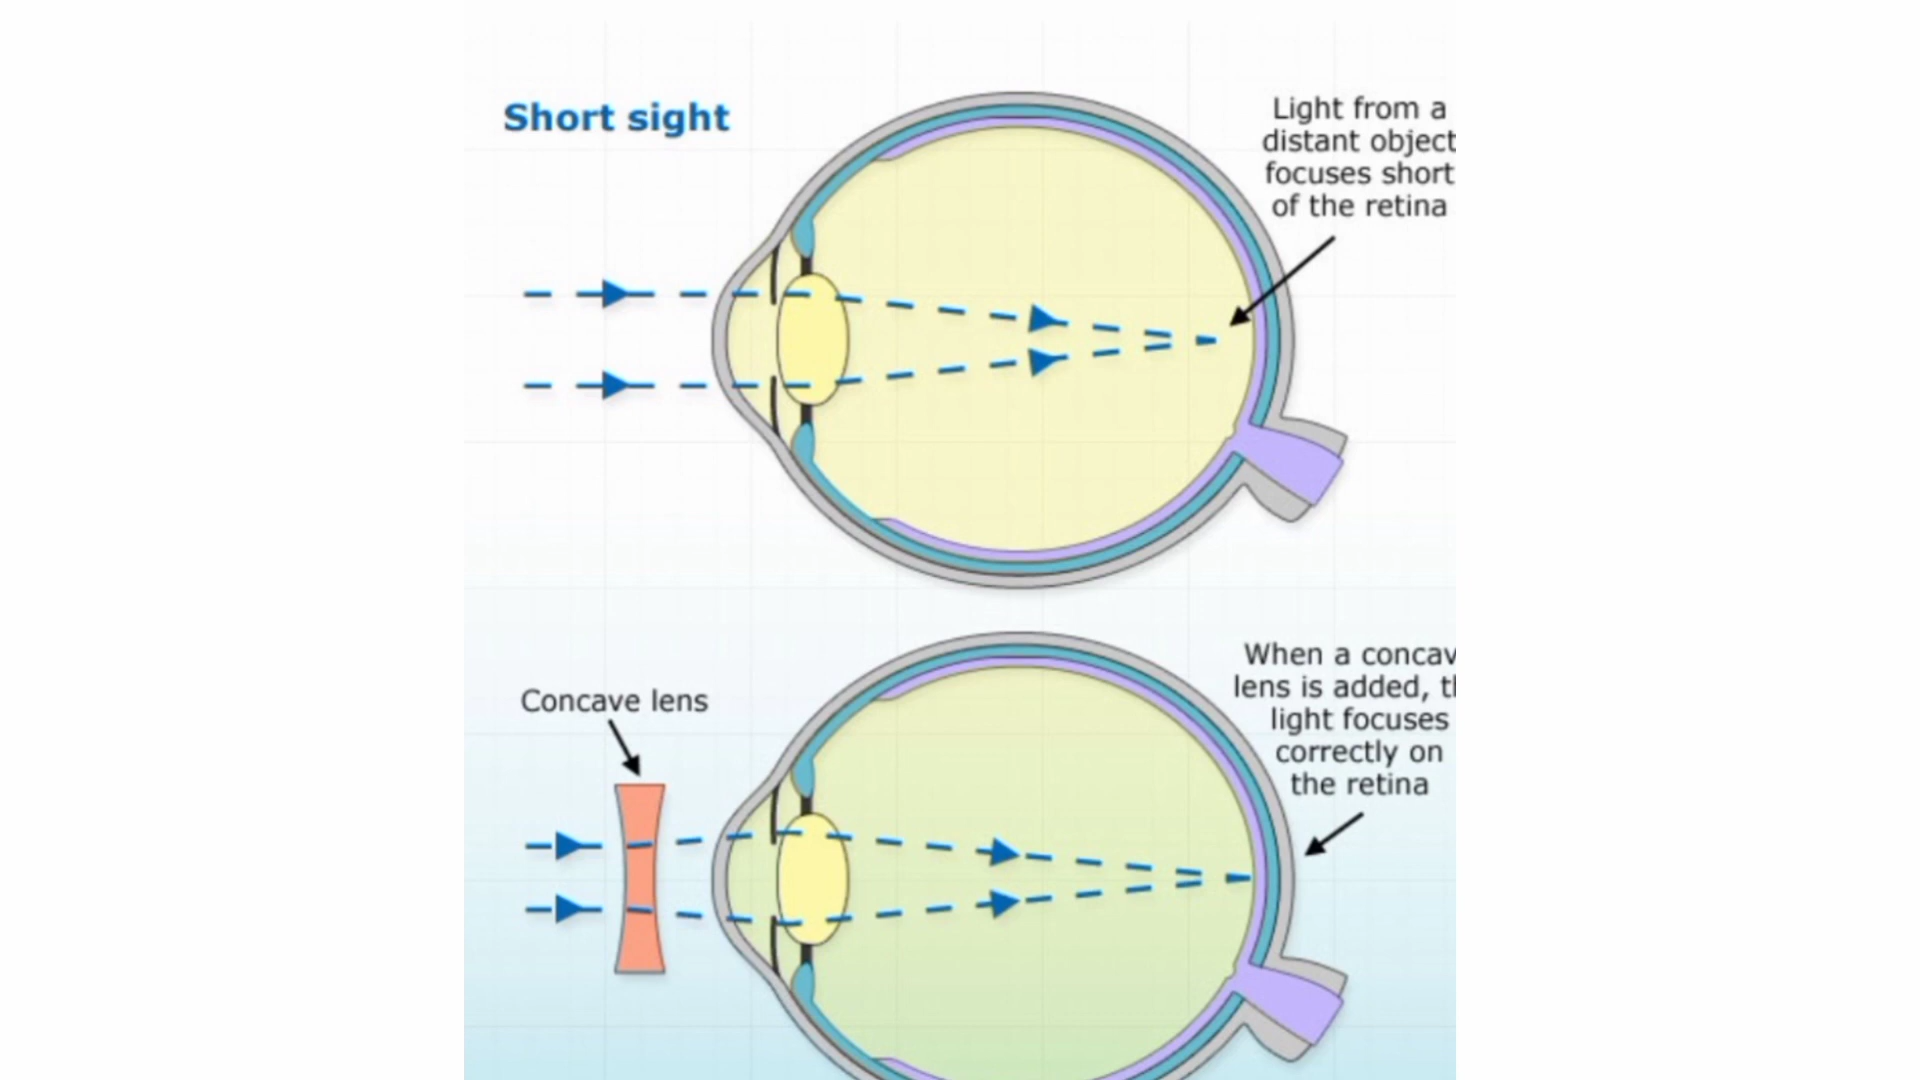 Short sight
Light from a
distant object
focuses short
of the retina
Concave lens
When a concav
lens is added, th
light focuses
correctly on
the retina